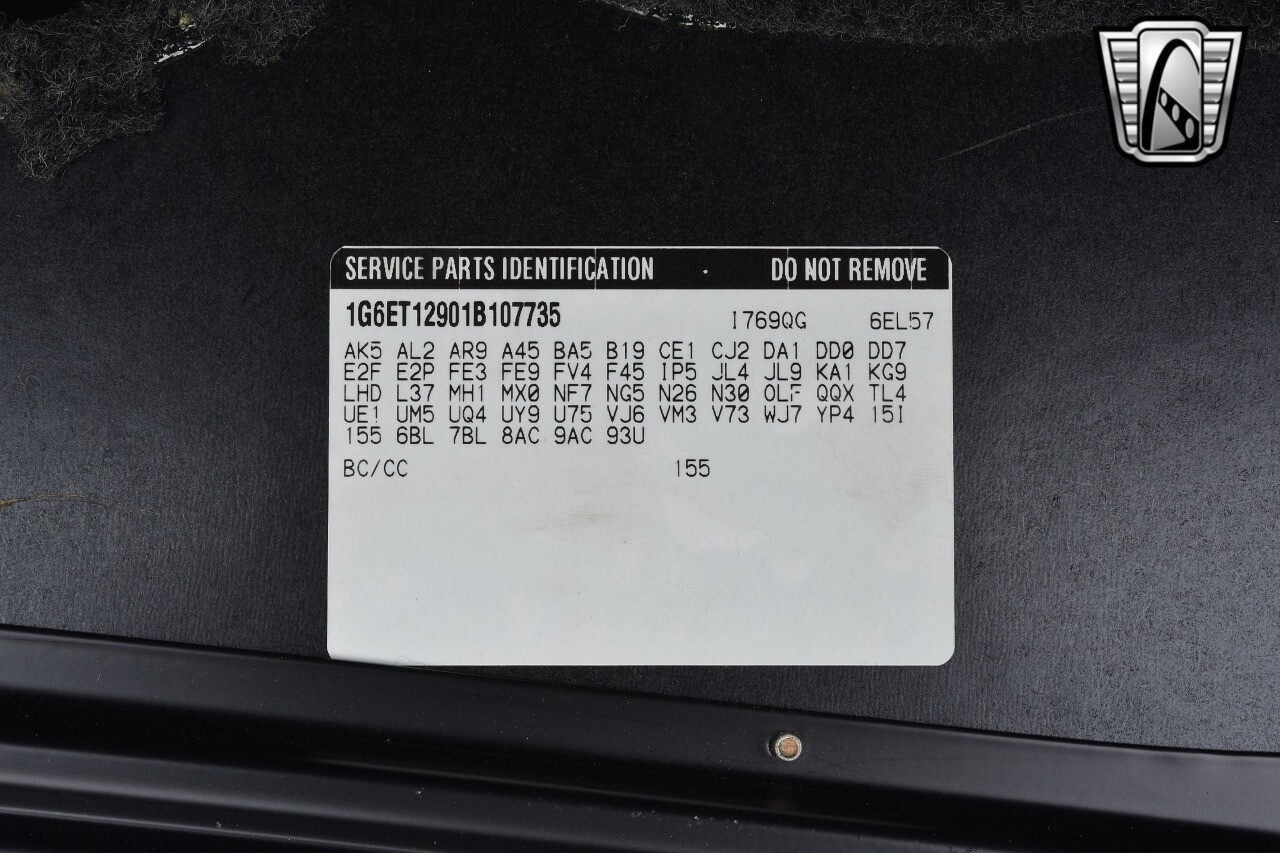 SERVICE PARTS IDENTIFICATION . DO NOT REMOVE
1G6ET12901B107735 I769QG 6EL57
AK5 AL2 AR9 A45 BA5 B19 CE1 CJ2 DA1 DD0 DD7
E2F E2P FE3 FE9 FV4 F45 IP5 JL4 JL9 KA1 KG9
LHD L37 MH1 MX0 NF7 NG5 N26 N30 OLF QQX TL4
UE1 UM5 UQ4 UY9 U75 VJ6 VM3 V73 WJ7 YP4 15I
155 6BL 7BL 8AC 9AC 93U
BC/CC 155